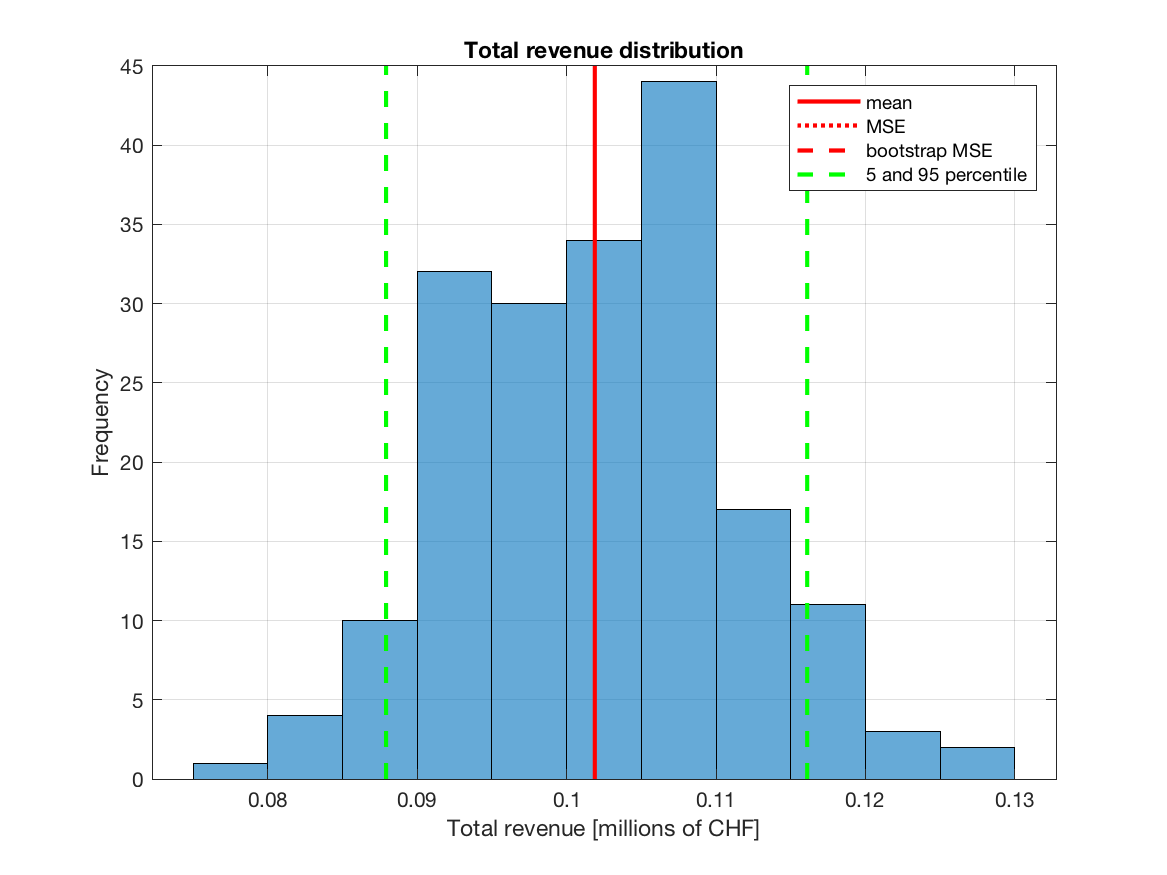 Total revenue distribution
45
40
35
30
25
20
15
10
5
0
Frequency
mean
MSE
bootstrap MSE
5 and 95 percentile
0.08
0.09
0.1
0.11
0.12
0.13
Total revenue [millions of CHF]